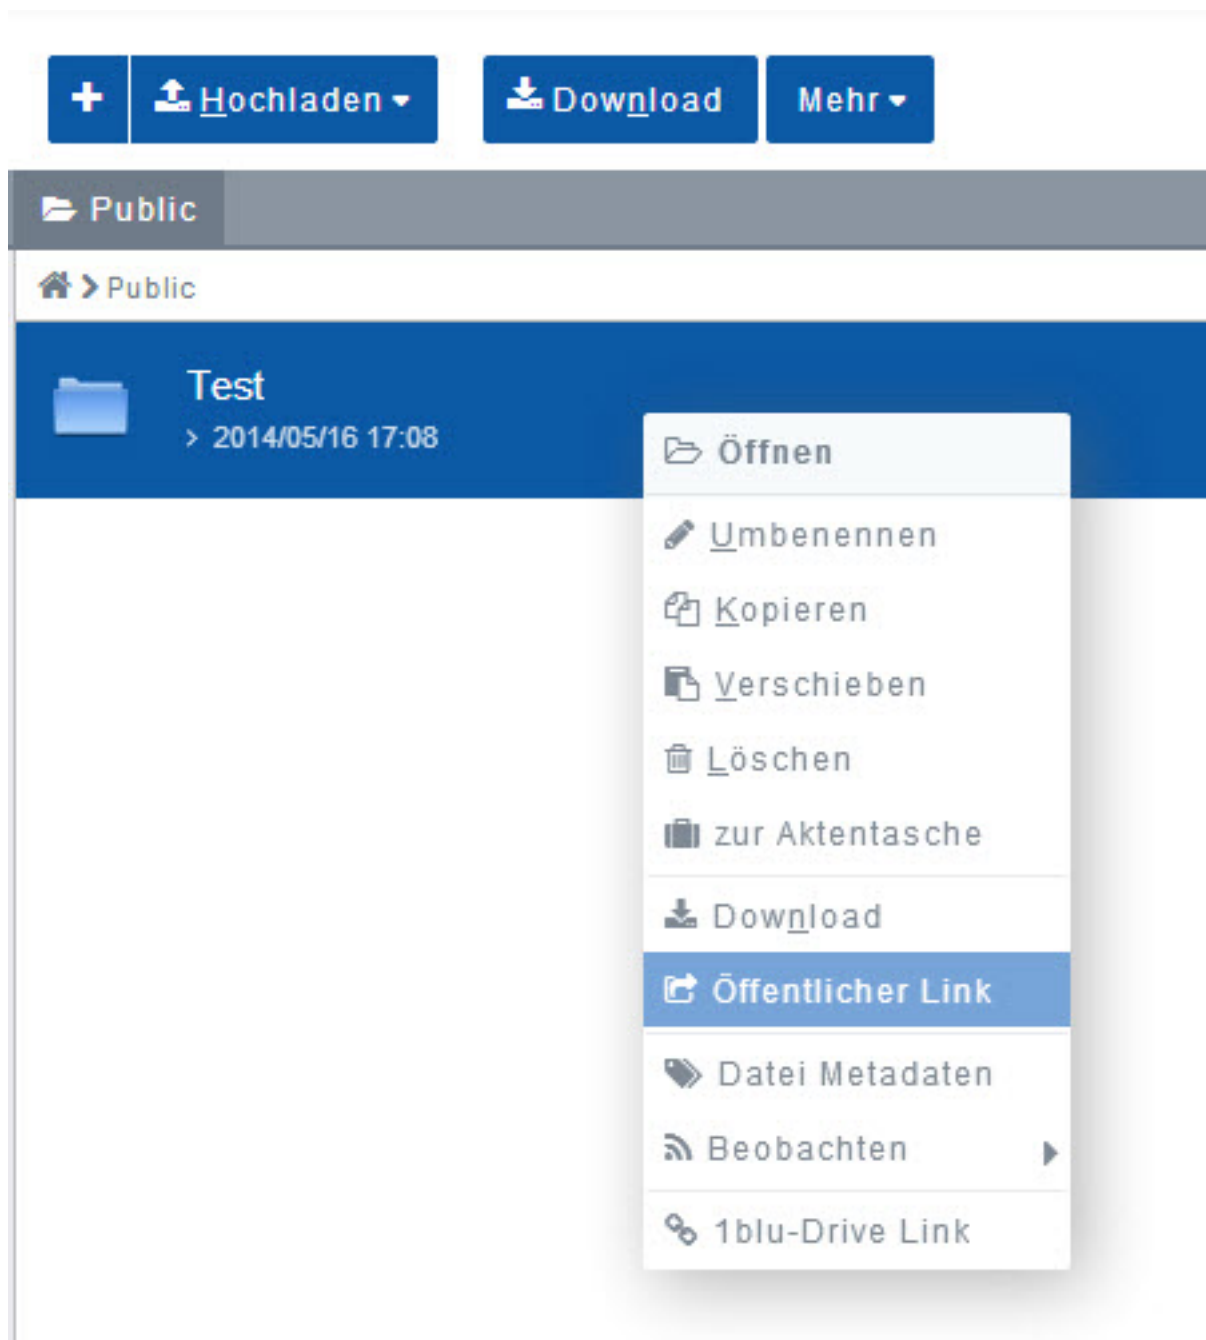 Hochladen
Download
Mehr
Public
Public
Test
> 2014/05/16 17:08
Öffnen
Umbenennen
Kopieren
Verschieben
Löschen
zur Aktentasche
Download
Öffentlicher Link
Datei Metadaten
Beobachten
1blu-Drive Link